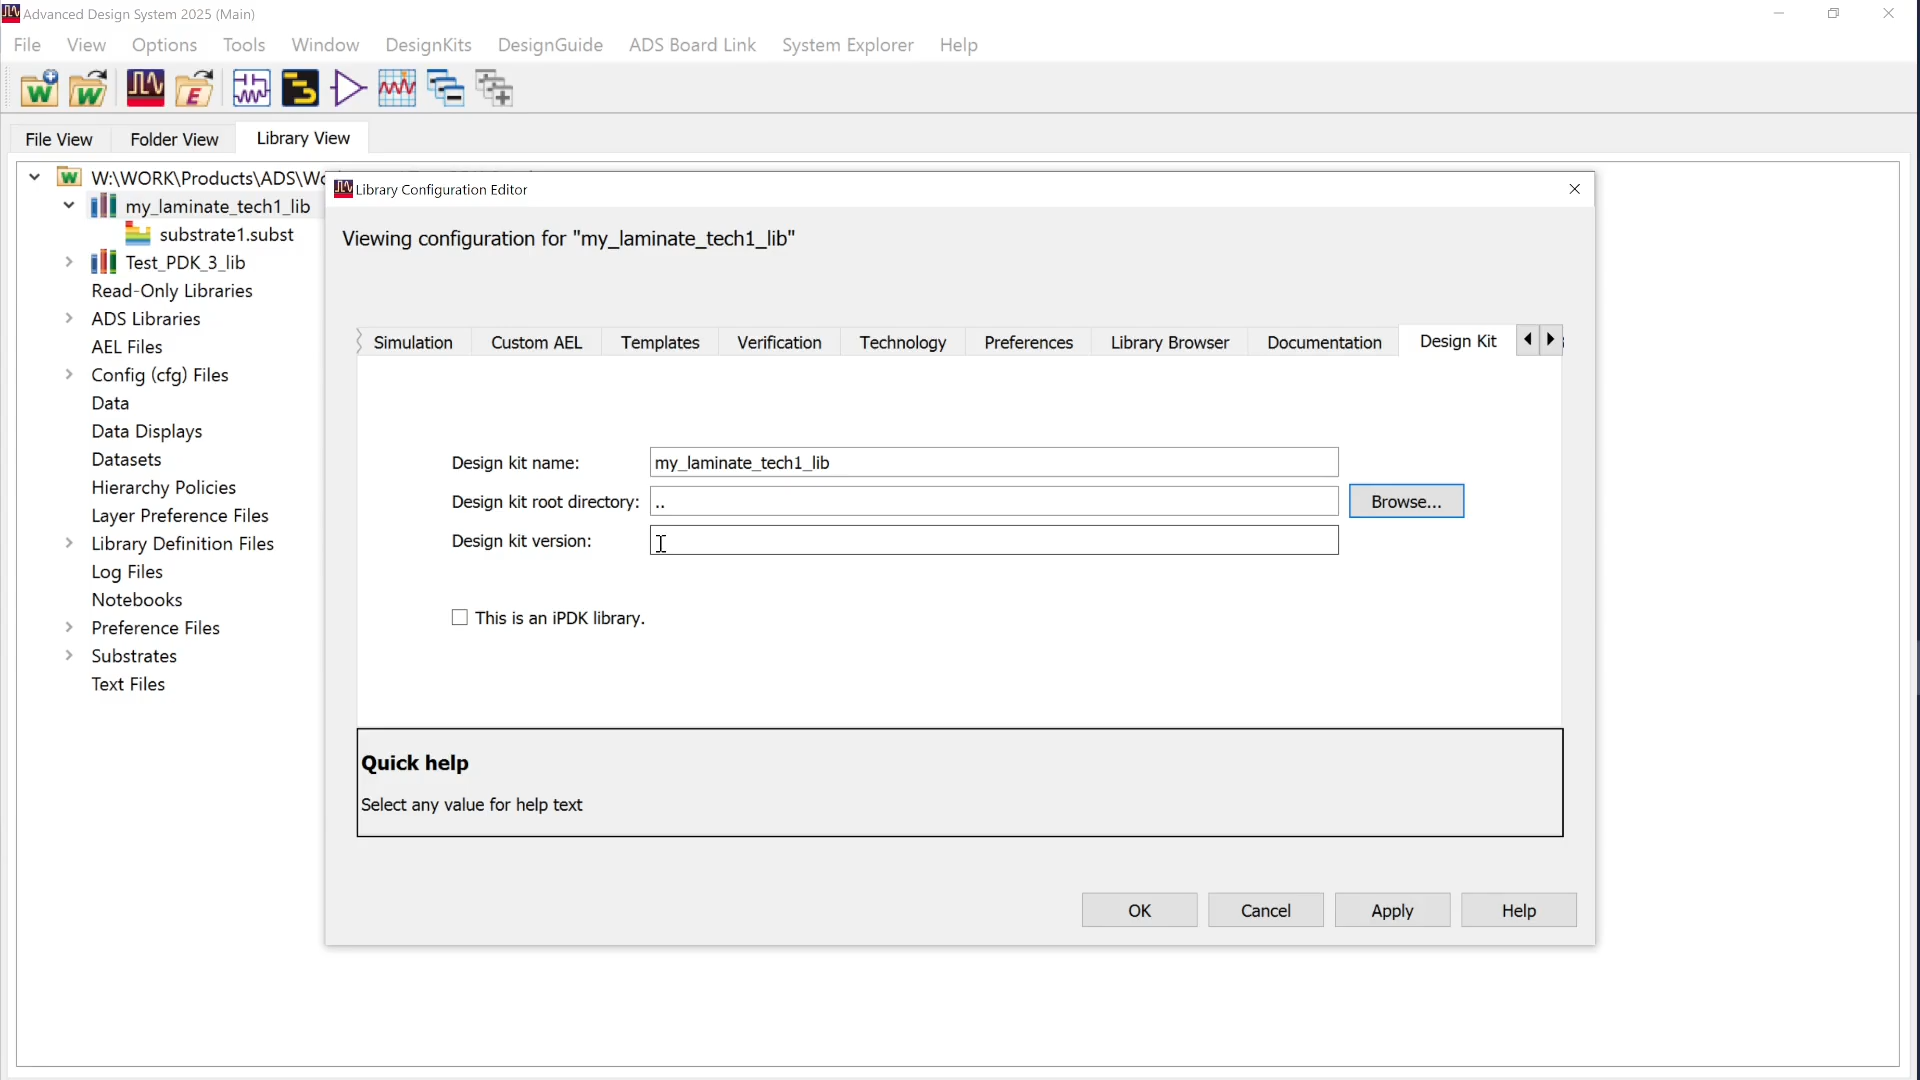 Advanced Design System 2025 (Main)
File View Options Tools Window DesignKits DesignGuide ADS Board Link System Explorer Help
File View Folder View Library View
W:\WORK\Products\ADS\Wo
my_laminate_tech1_lib
substrate1.subst
Test_PDK_3_lib
Read-Only Libraries
ADS Libraries
AEL Files
Config (cfg) Files
Data
Data Displays
Datasets
Hierarchy Policies
Layer Preference Files
Library Definition Files
Log Files
Notebooks
Preference Files
Substrates
Text Files
Library Configuration Editor
Viewing configuration for "my_laminate_tech1_lib"
Simulation Custom AEL Templates Verification Technology Preferences Library Browser Documentation Design Kit
Design kit name: my_laminate_tech1_lib
Design kit root directory: .. Browse...
Design kit version:
This is an iPDK library.
Quick help
Select any value for help text
OK Cancel Apply Help